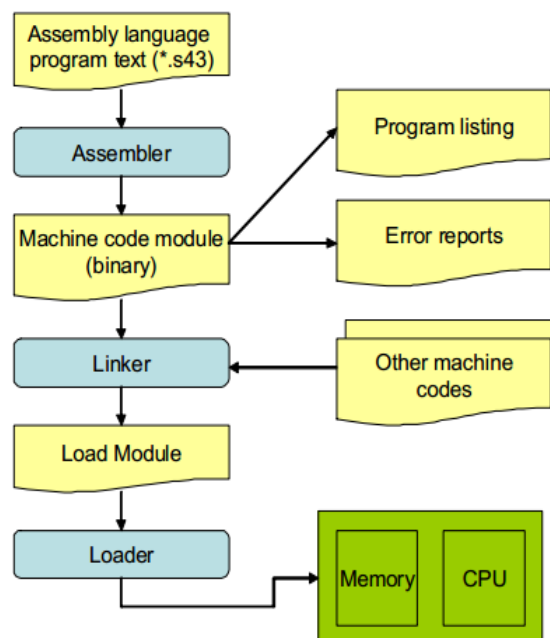 Assembly language
program text (*.s43)
Assembler
Program listing
Machine code module
(binary)
Error reports
Linker
Other machine
codes
Load Module
Loader
Memory
CPU